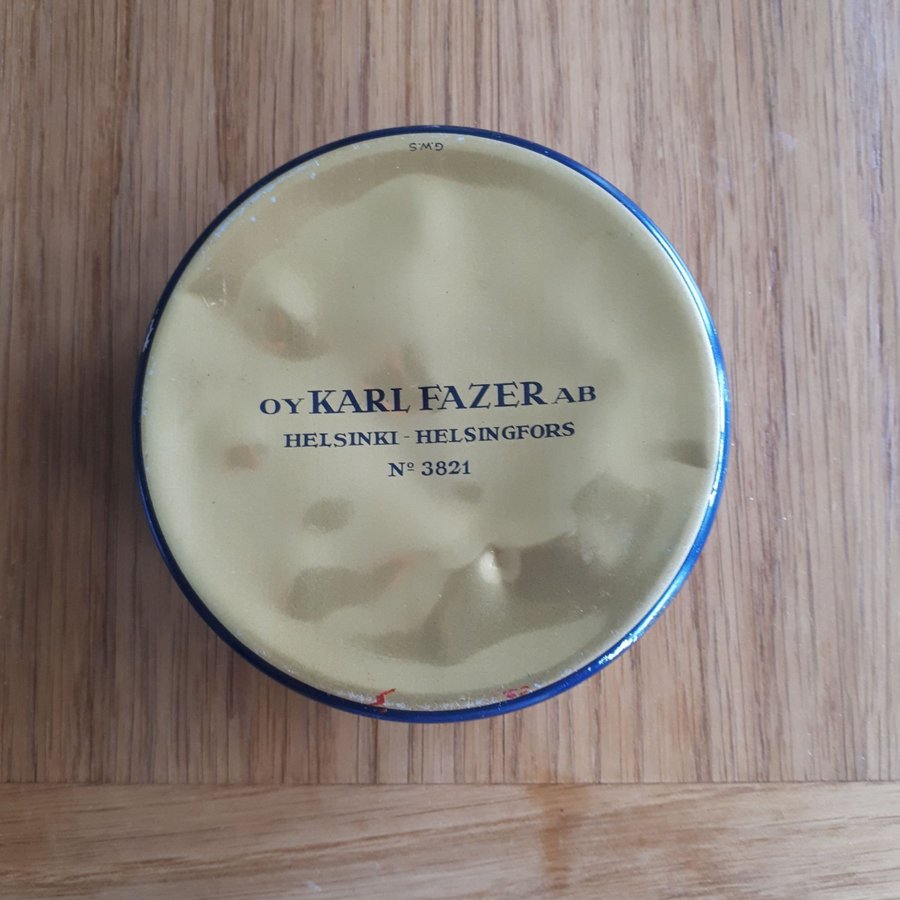 G.W.S
OY KARL FAZER AB
HELSINKI - HELSINGFORS
Nº 3821